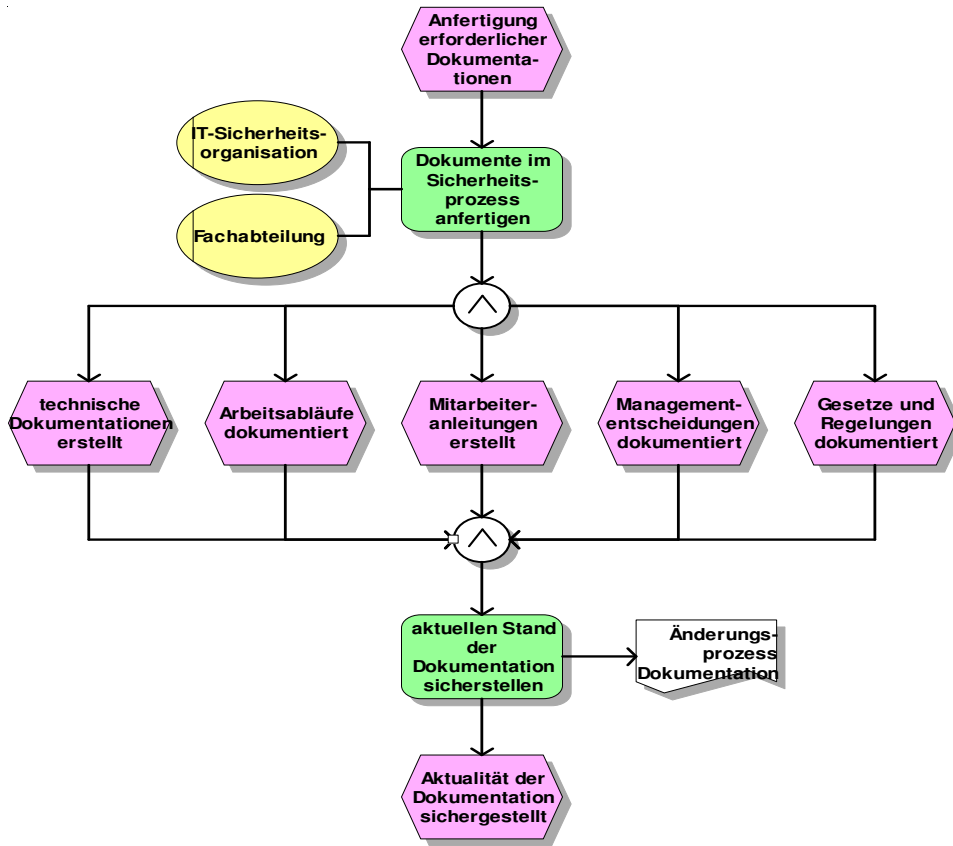 Anfertigung
erforderlicher
Dokumenta-
tionen
IT-Sicherheits-
organisation
Dokumente im
Sicherheits-
prozess
anfertigen
Fachabteilung
technische
Dokumentationen
erstellt
Arbeitsabläufe
dokumentiert
Mitarbeiter-
anleitungen
erstellt
Management-
entscheidungen
dokumentiert
Gesetze und
Regelungen
dokumentiert
aktuellen Stand
der
Dokumentation
sicherstellen
Änderungs-
prozess
Dokumentation
Aktualität der
Dokumentation
sichergestellt